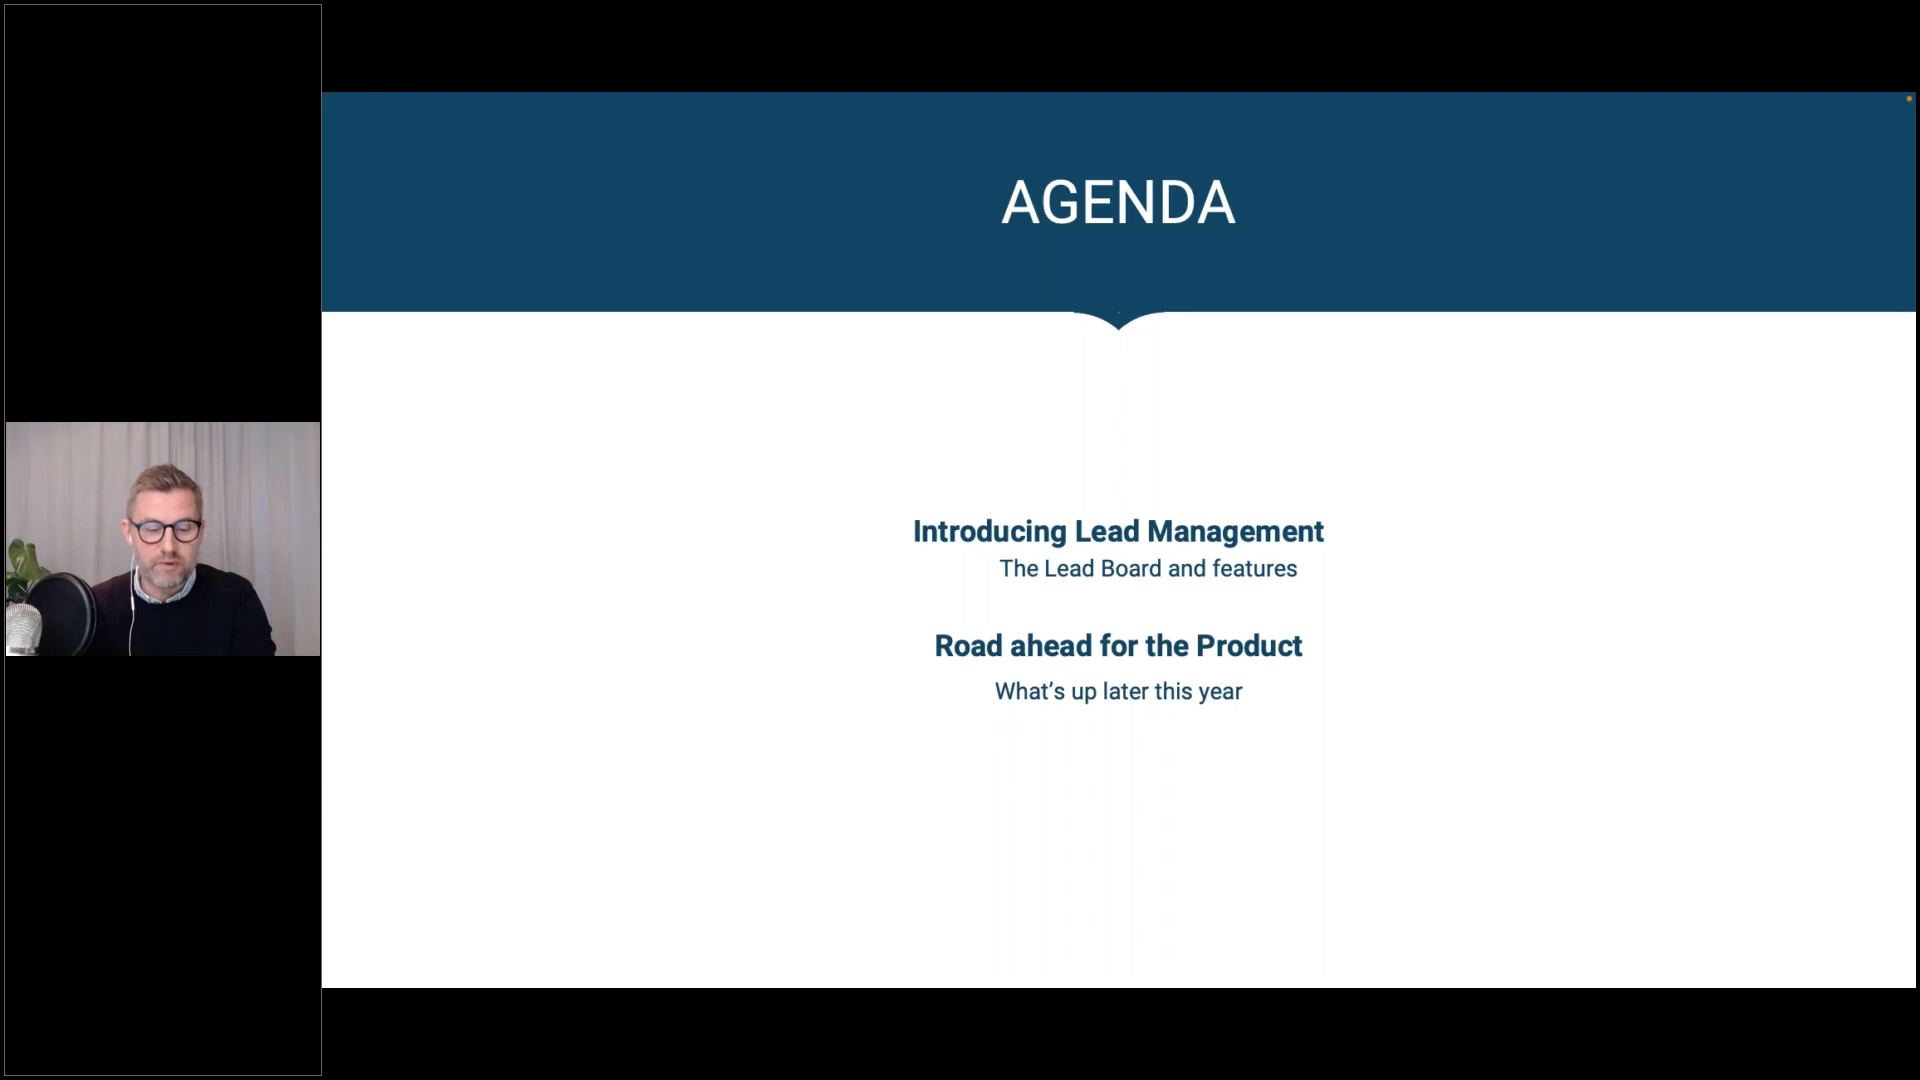 AGENDA
Introducing Lead Management
The Lead Board and features
Road ahead for the Product
What’s up later this year